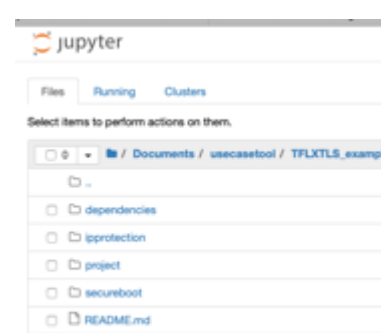 jupyter
Files Running Clusters
Select items to perform actions on them.
0 / Documents / usecasetool / TFLXTLS_examp
..
dependencies
ipprotection
project
secureboot
README.md